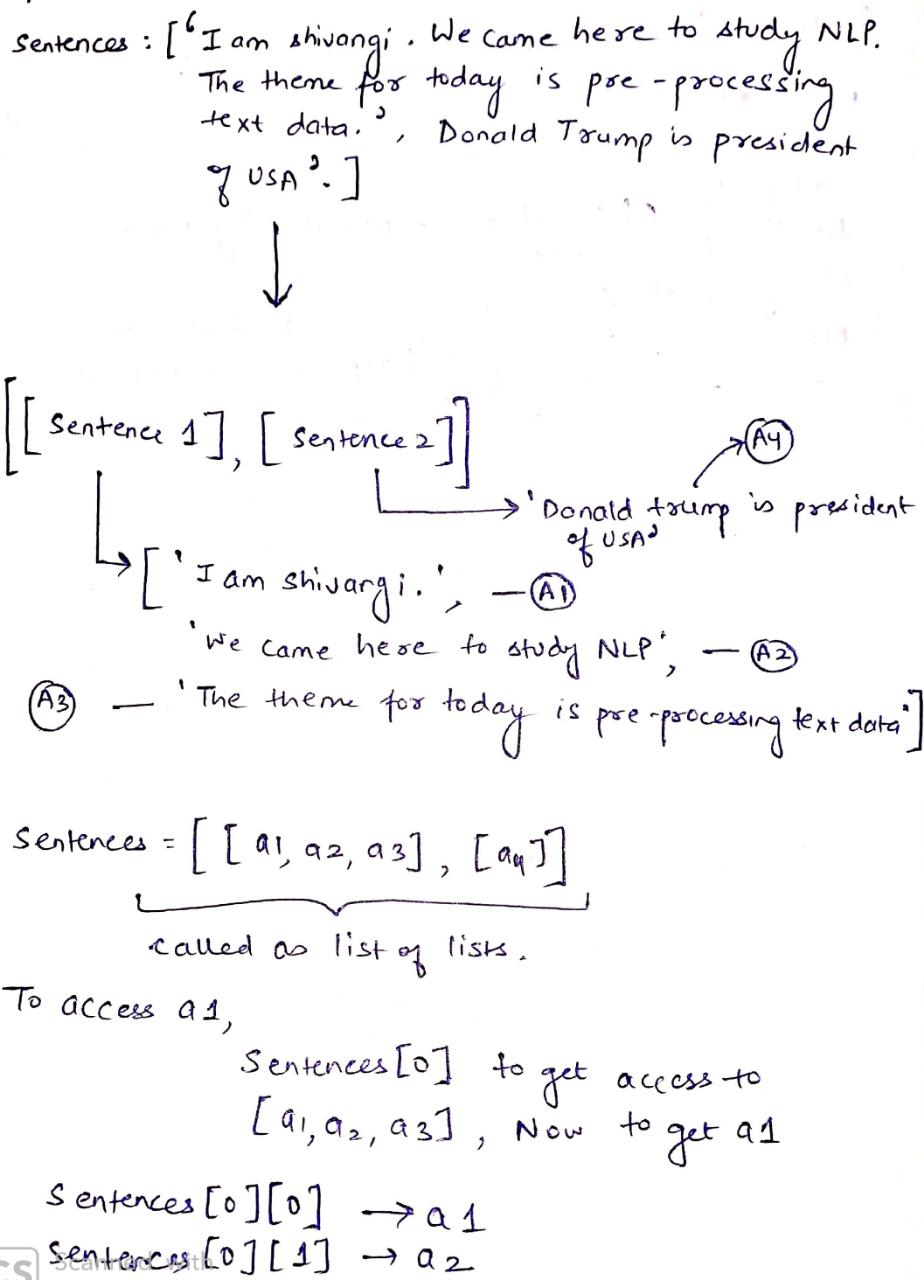 Sentences : ['I am shivangi. We came here to study NLP.
The theme for today is pre-processing
text data.', Donald Trump is president
of USA'.]
[[Sentence 1], [Sentence 2]]
A4
→ 'Donald trump is president
of USA'
→ ['I am shivangi.', — A1
'We came here to study NLP', — A2
A3 — 'The theme for today is pre-processing text data']
Sentences = [[a1, a2, a3], [a4]]
called as list of lists.
To access a1,
Sentences[0] to get access to
[a1, a2, a3], Now to get a1
Sentences[0][0] → a1
Sentences[0][1] → a2
CS Scanned with